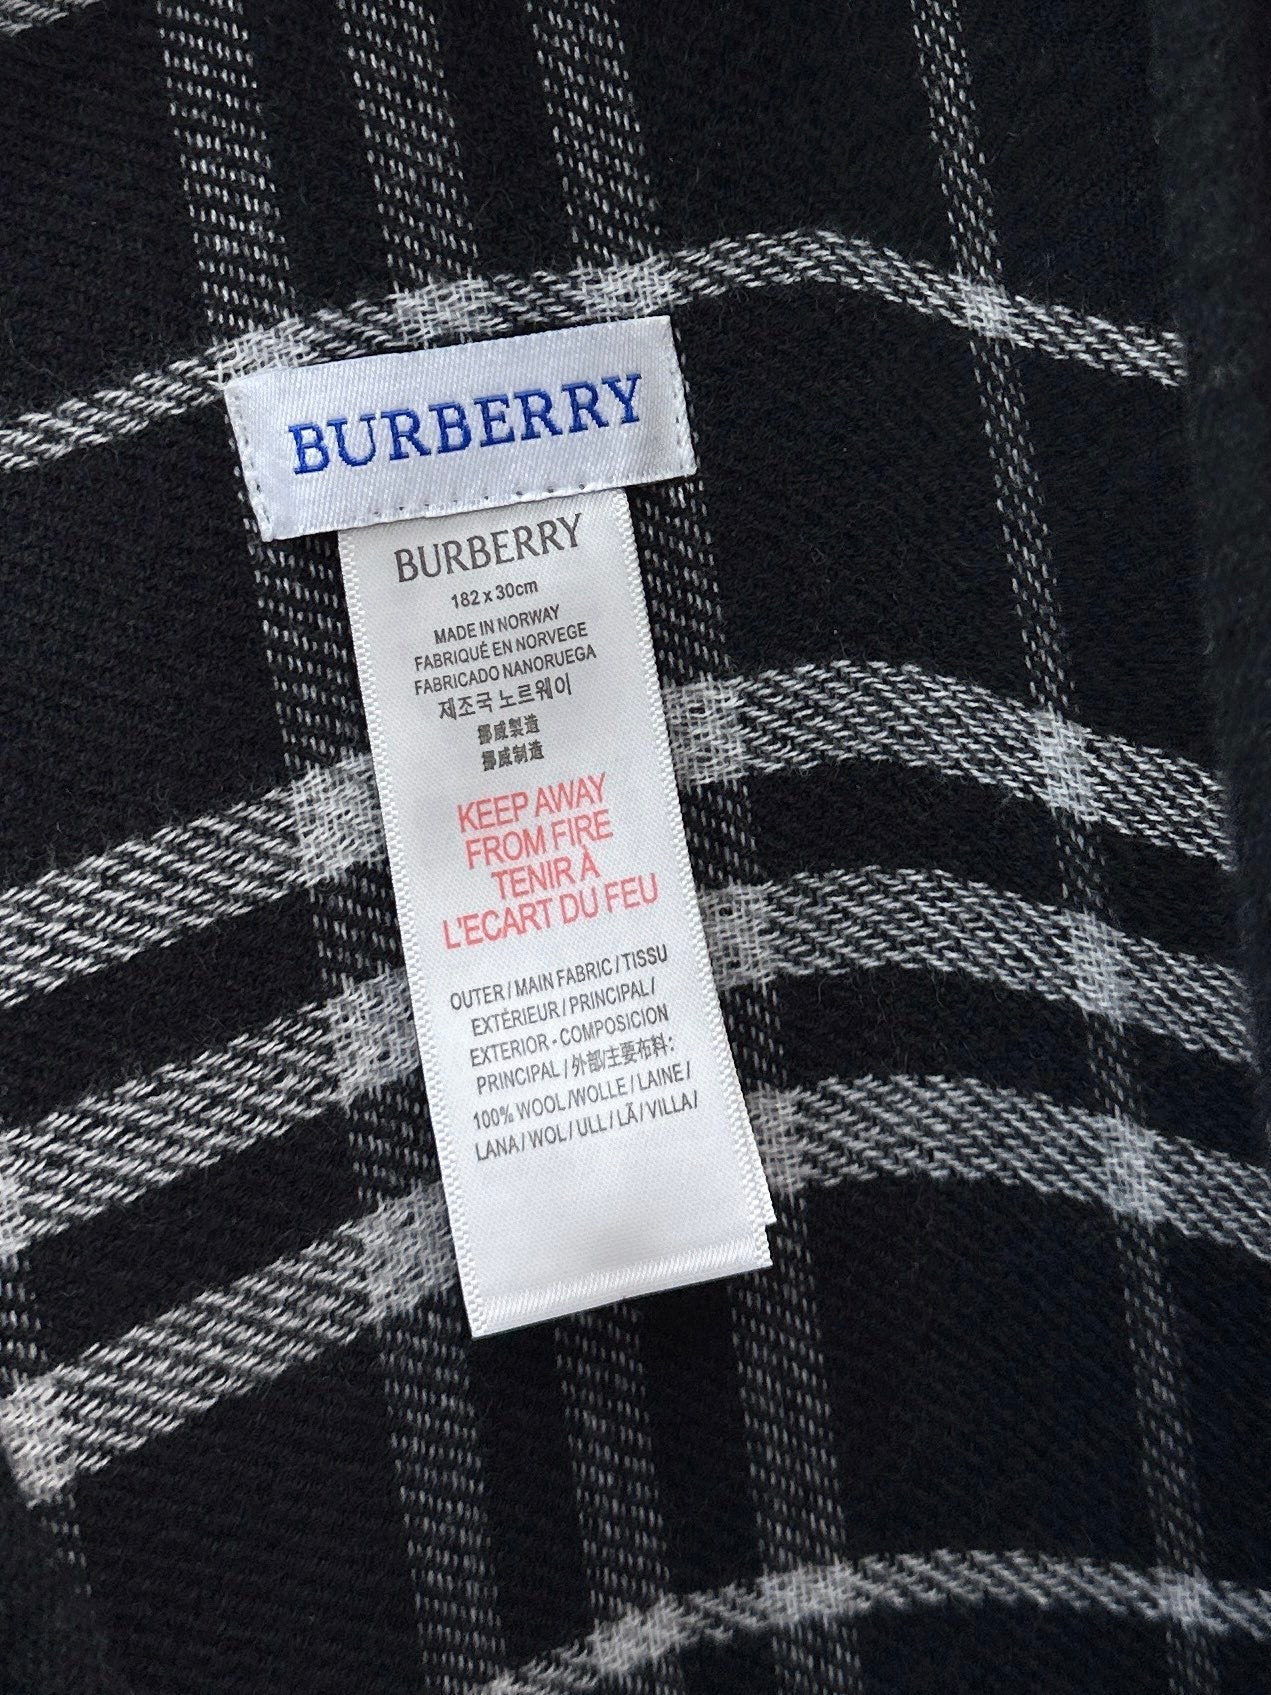 BURBERRY
BURBERRY
182 x 30cm
MADE IN NORWAY
FABRIQUÉ EN NORVEGE
FABRICADO NANORUEGA
제조국 노르웨이
挪威製造
挪威制造
KEEP AWAY
FROM FIRE
TENIR À
L'ECART DU FEU
OUTER / MAIN FABRIC / TISSU
EXTÉRIEUR / PRINCIPAL /
EXTERIOR - COMPOSICION
PRINCIPAL / 外部/主要布料:
100% WOOL /WOLLE / LAINE /
LANA / WOL / ULL / LÃ / VILLA /